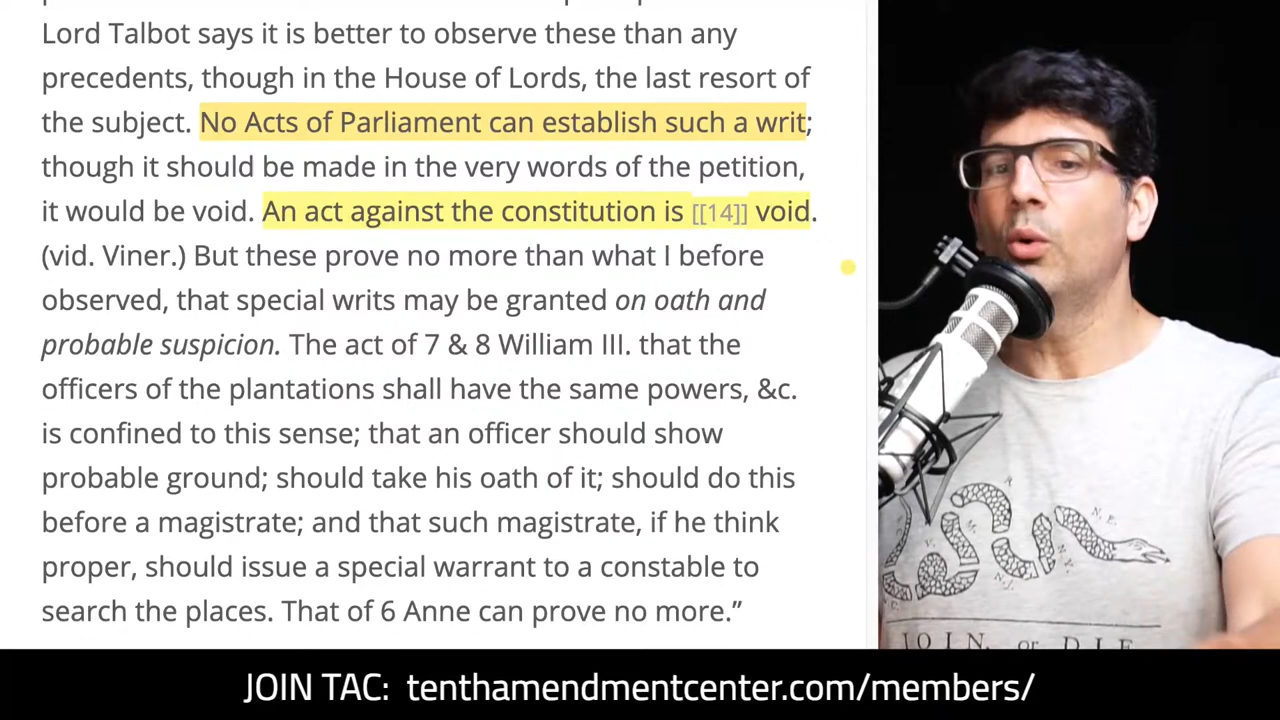 Lord Talbot says it is better to observe these than any
precedents, though in the House of Lords, the last resort of
the subject. No Acts of Parliament can establish such a writ;
though it should be made in the very words of the petition,
it would be void. An act against the constitution is [[14]] void.
(vid. Viner.) But these prove no more than what I before
observed, that special writs may be granted on oath and
probable suspicion. The act of 7 & 8 William III. that the
officers of the plantations shall have the same powers, &c.
is confined to this sense; that an officer should show
probable ground; should take his oath of it; should do this
before a magistrate; and that such magistrate, if he think
proper, should issue a special warrant to a constable to
search the places. That of 6 Anne can prove no more.”
R.
N.E.
M.
V.
N.J.
N.Y.
JOIN, or DIE
JOIN TAC: tenthamendmentcenter.com/members/